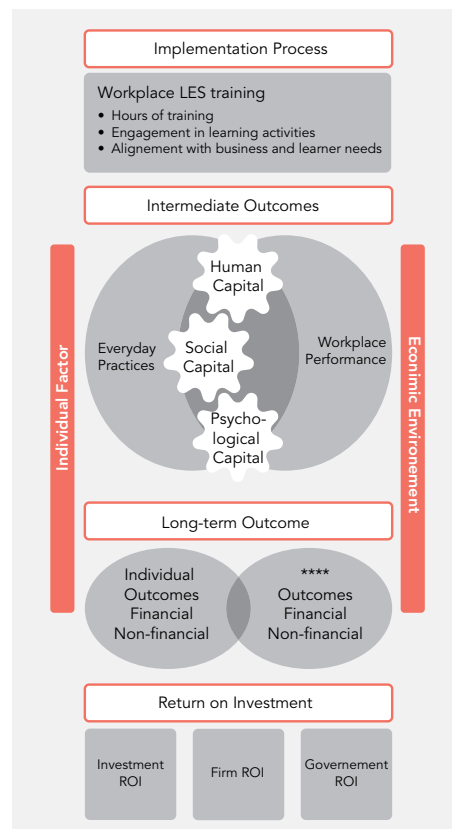 Implementation Process
Workplace LES training
• Hours of training
• Engagement in learning activities
• Alignement with business and learner needs
Intermediate Outcomes
Individual Factor
Everyday
Practices
Human
Capital
Social
Capital
Psycho-
logical
Capital
Workplace
Performance
Econimic Environement
Long-term Outcome
Individual
Outcomes
Financial
Non-financial
****
Outcomes
Financial
Non-financial
Return on Investment
Investment
ROI
Firm ROI
Governement
ROI